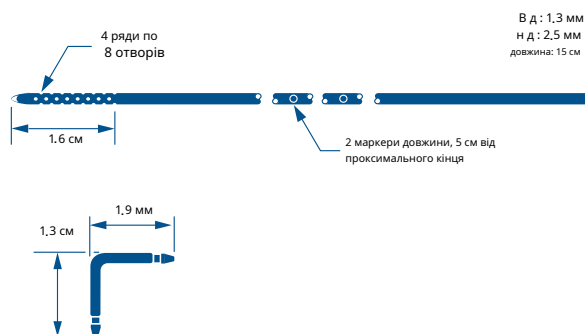 В д : 1,3 мм
н д : 2,5 мм
довжина: 15 см
4 ряди по
8 отворів
1.6 см
2 маркери довжини, 5 см від
проксимального кінця
1.9 мм
1.3 см